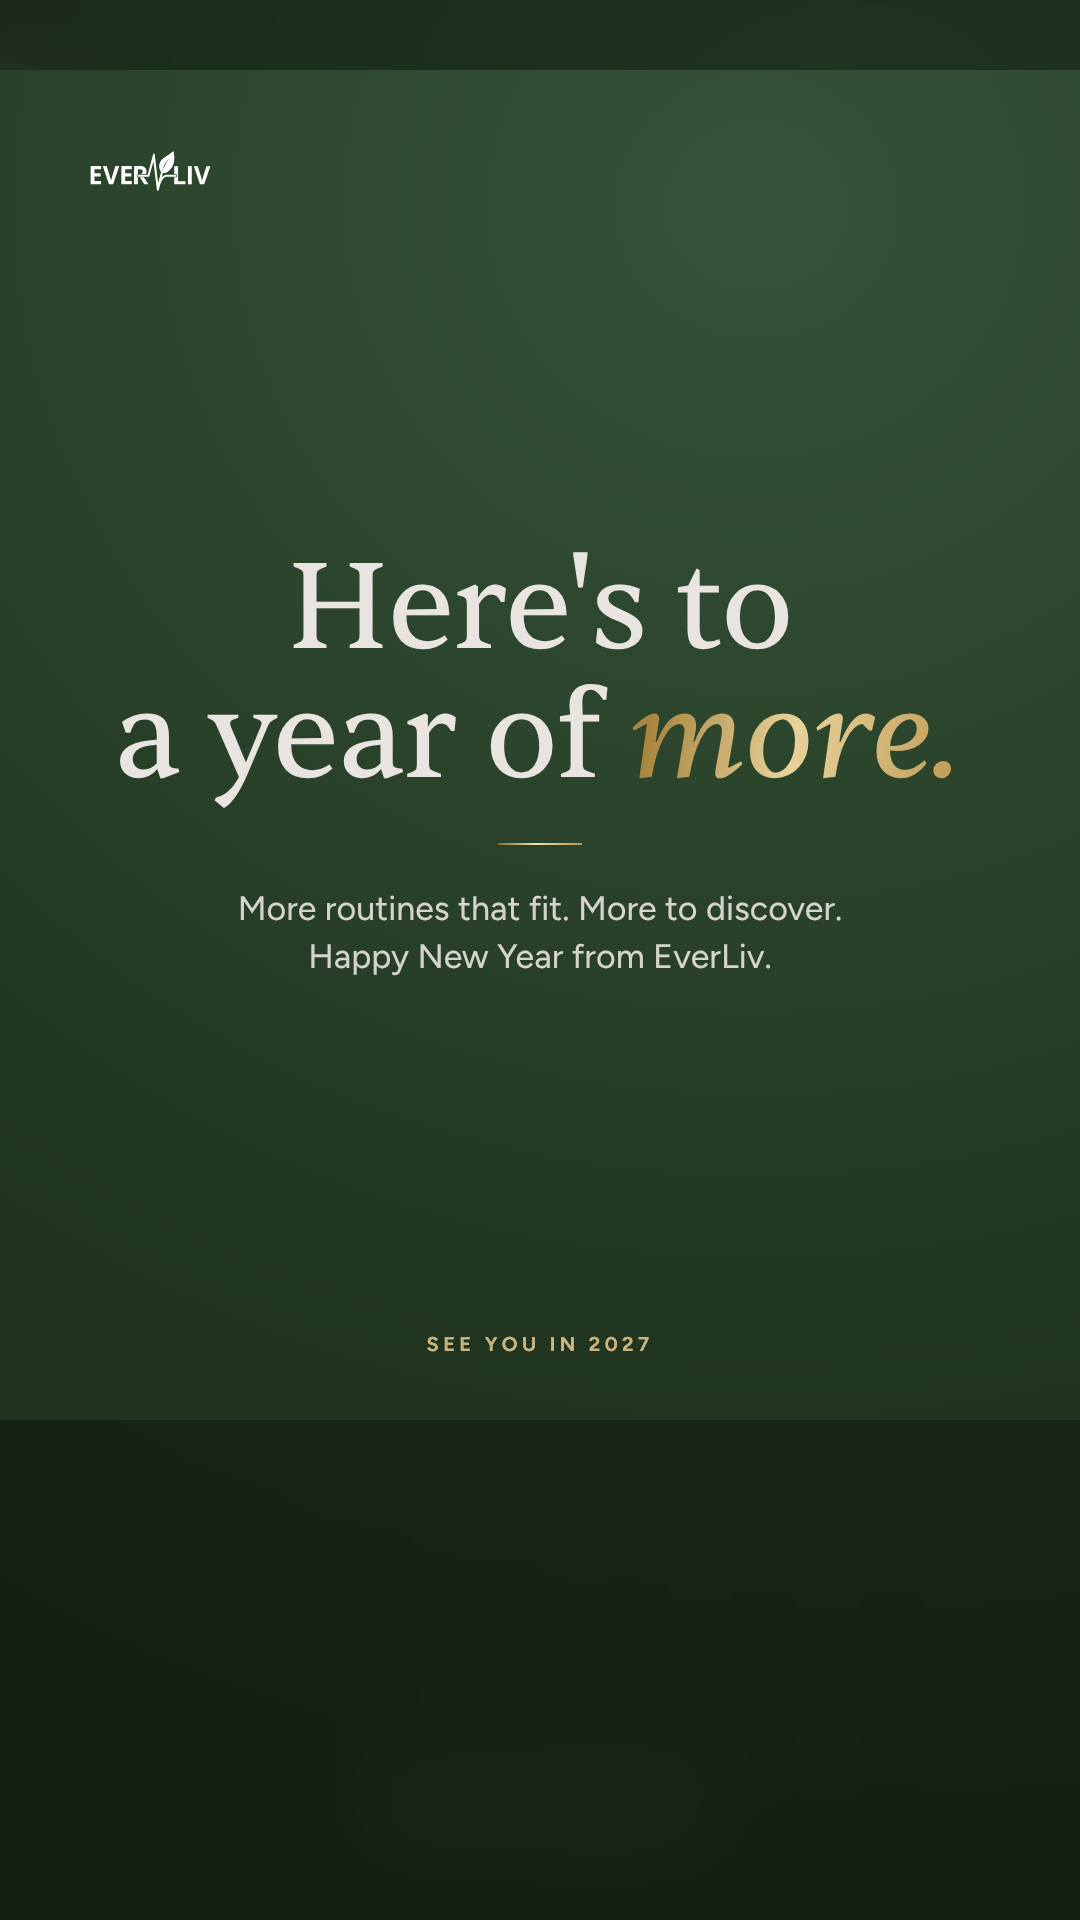 EVERLIV
Here's to
a year of more.
More routines that fit. More to discover.
Happy New Year from EverLiv.
SEE YOU IN 2027